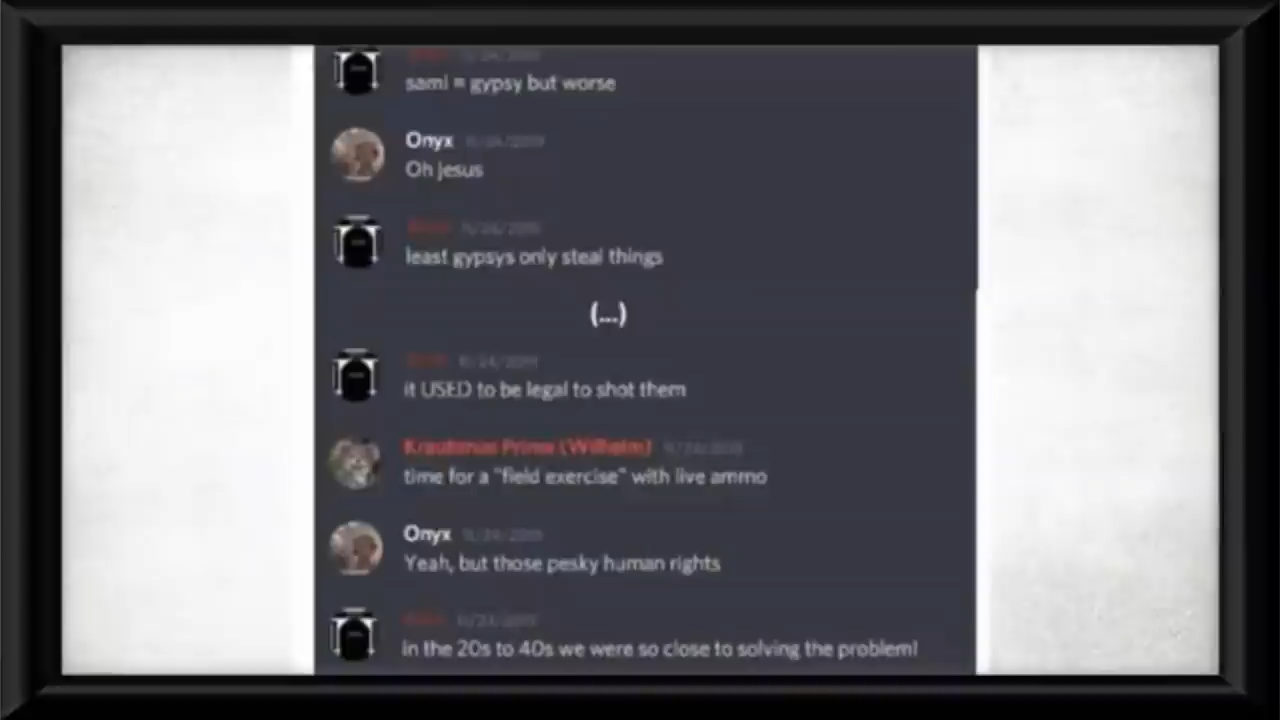 sami = gypsy but worse
Onyx
Oh jesus
least gypsys only steal things
(...)
it USED to be legal to shot them
Prime (Wilhelm)
time for a "field exercise" with live ammo
Onyx
Yeah, but those pesky human rights
in the 20s to 40s we were so close to solving the problem!